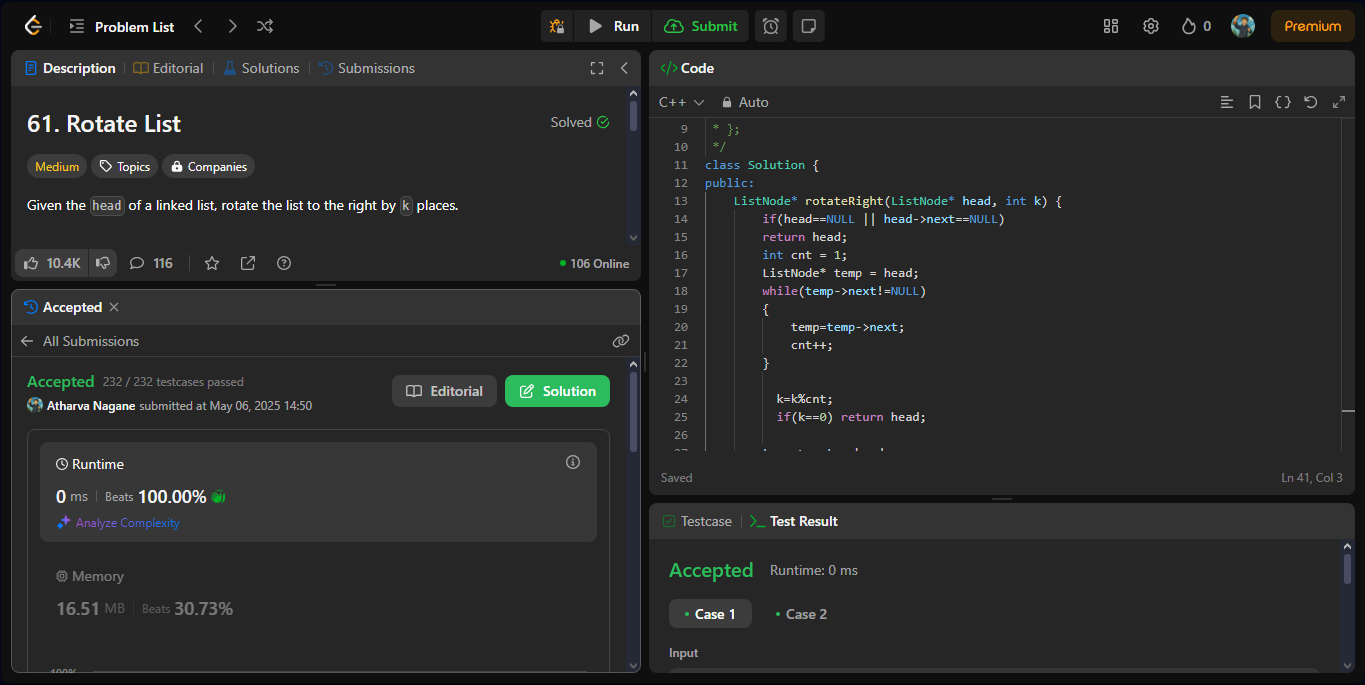 Problem List
Run
Submit
0
Premium
Description
Editorial
Solutions
Submissions
61. Rotate List
Solved
Medium
Topics
Companies
Given the head of a linked list, rotate the list to the right by k places.
10.4K
116
106 Online
Accepted
All Submissions
Accepted 232 / 232 testcases passed
Atharva Nagane submitted at May 06, 2025 14:50
Editorial
Solution
Runtime
0 ms
Beats 100.00%
Analyze Complexity
Memory
16.51 MB
Beats 30.73%
100%
</> Code
C++
Auto
9 * };
10 */
11 class Solution {
12 public:
13 ListNode* rotateRight(ListNode* head, int k) {
14 if(head==NULL || head->next==NULL)
15 return head;
16 int cnt = 1;
17 ListNode* temp = head;
18 while(temp->next!=NULL)
19 {
20 temp=temp->next;
21 cnt++;
22 }
23
24 k=k%cnt;
25 if(k==0) return head;
26
Saved
Ln 41, Col 3
Testcase
Test Result
Accepted
Runtime: 0 ms
Case 1
Case 2
Input